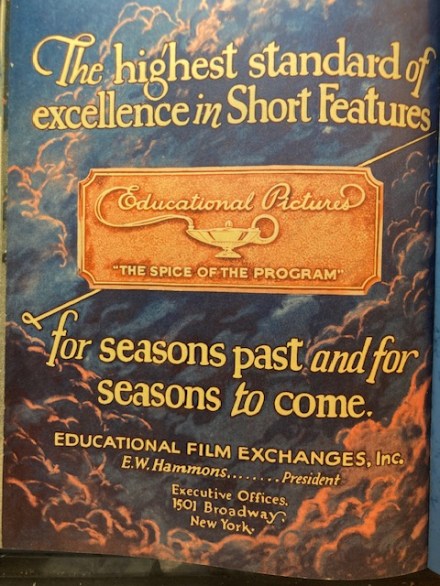 The highest standard of
excellence in Short Features
Educational Pictures
"THE SPICE OF THE PROGRAM"
for seasons past and for
seasons to come.
EDUCATIONAL FILM EXCHANGES, Inc.
E.W. Hammons........President
Executive Offices,
1501 Broadway,
New York.